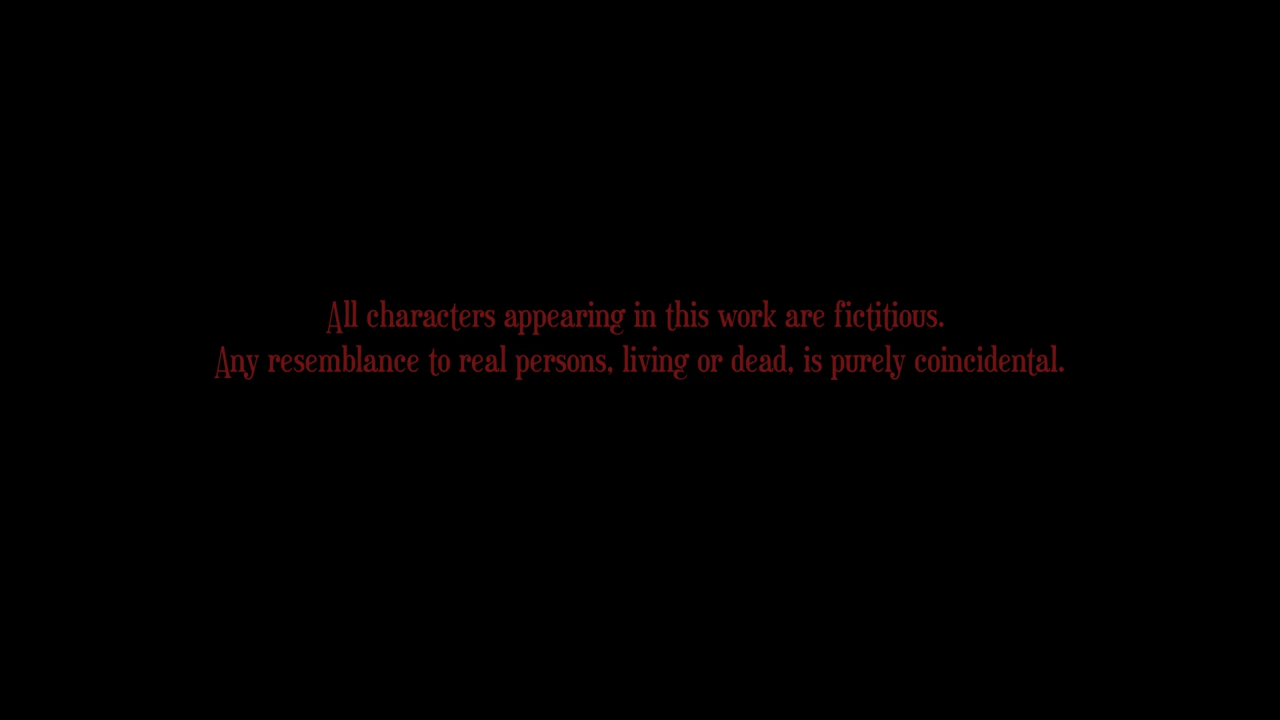 All characters appearing in this work are fictitious.
Any resemblance to real persons, living or dead, is purely coincidental.